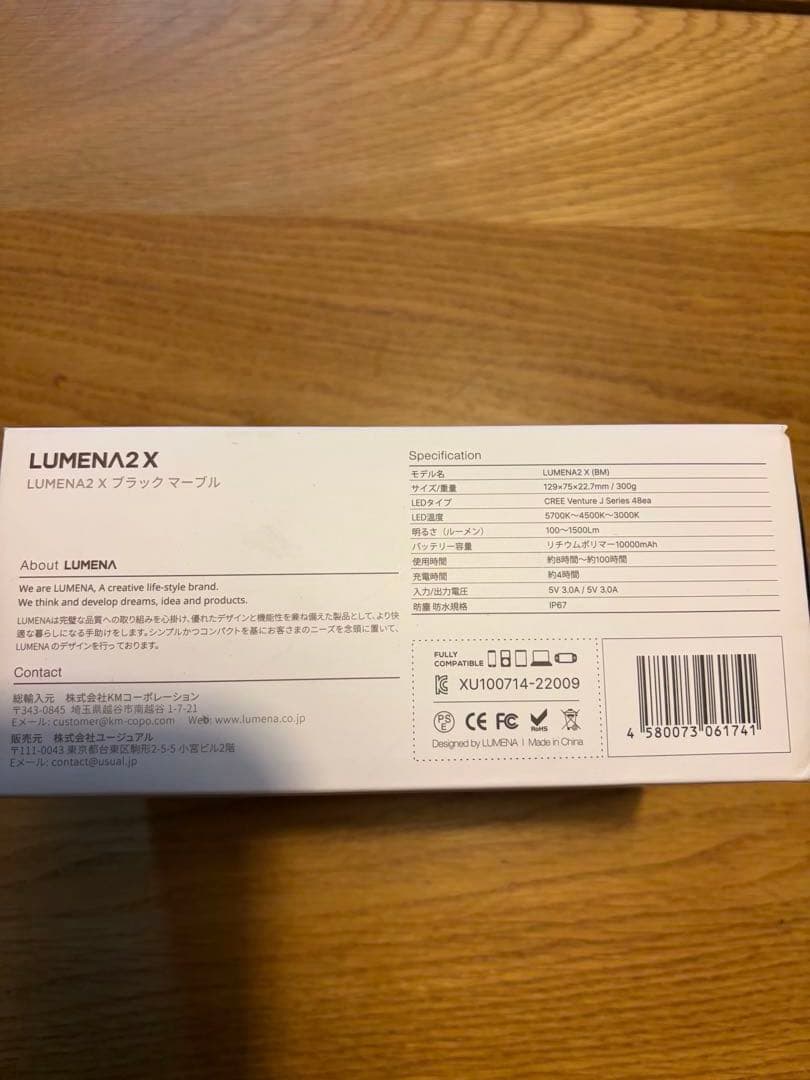 LUMENA2 X
LUMENA2 X ブラック マーブル
About LUMENA
We are LUMENA, A creative life-style brand.
We think and develop dreams, idea and products.
LUMENAは完璧な品質への取り組みを心掛け、優れたデザインと機能性を兼ね備えた製品として、より快
適な暮らしになる手助けをします。シンプルかつコンパクトを基にお客さまのニーズを念頭に置いて、
LUMENA のデザインを行っております。
Contact
総輸入元 株式会社KMコーポレーション
〒343-0845 埼玉県越谷市南越谷 1-7-21
Eメール: customer@km-copo.com Web: www.lumena.co.jp
販売元 株式会社ユージュアル
〒111-0043 東京都台東区駒形2-5-5 小宮ビル2階
Eメール: contact@usual.jp
Specification
モデル名 LUMENA2 X (BM)
サイズ/重量 129×75×22.7mm / 300g
LEDタイプ CREE Venture J Series 48ea
LED温度 5700K～4500K～3000K
明るさ（ルーメン） 100～1500Lm
バッテリー容量 リチウムポリマー10000mAh
使用時間 約8時間～約100時間
充電時間 約4時間
入力/出力電圧 5V 3.0A / 5V 3,0A
防塵 防水規格 IP67
FULLY
COMPATIBLE
XU100714-22009
PS
E
CE FC RoHS
Designed by LUMENA | Made in China
4 580073 061741